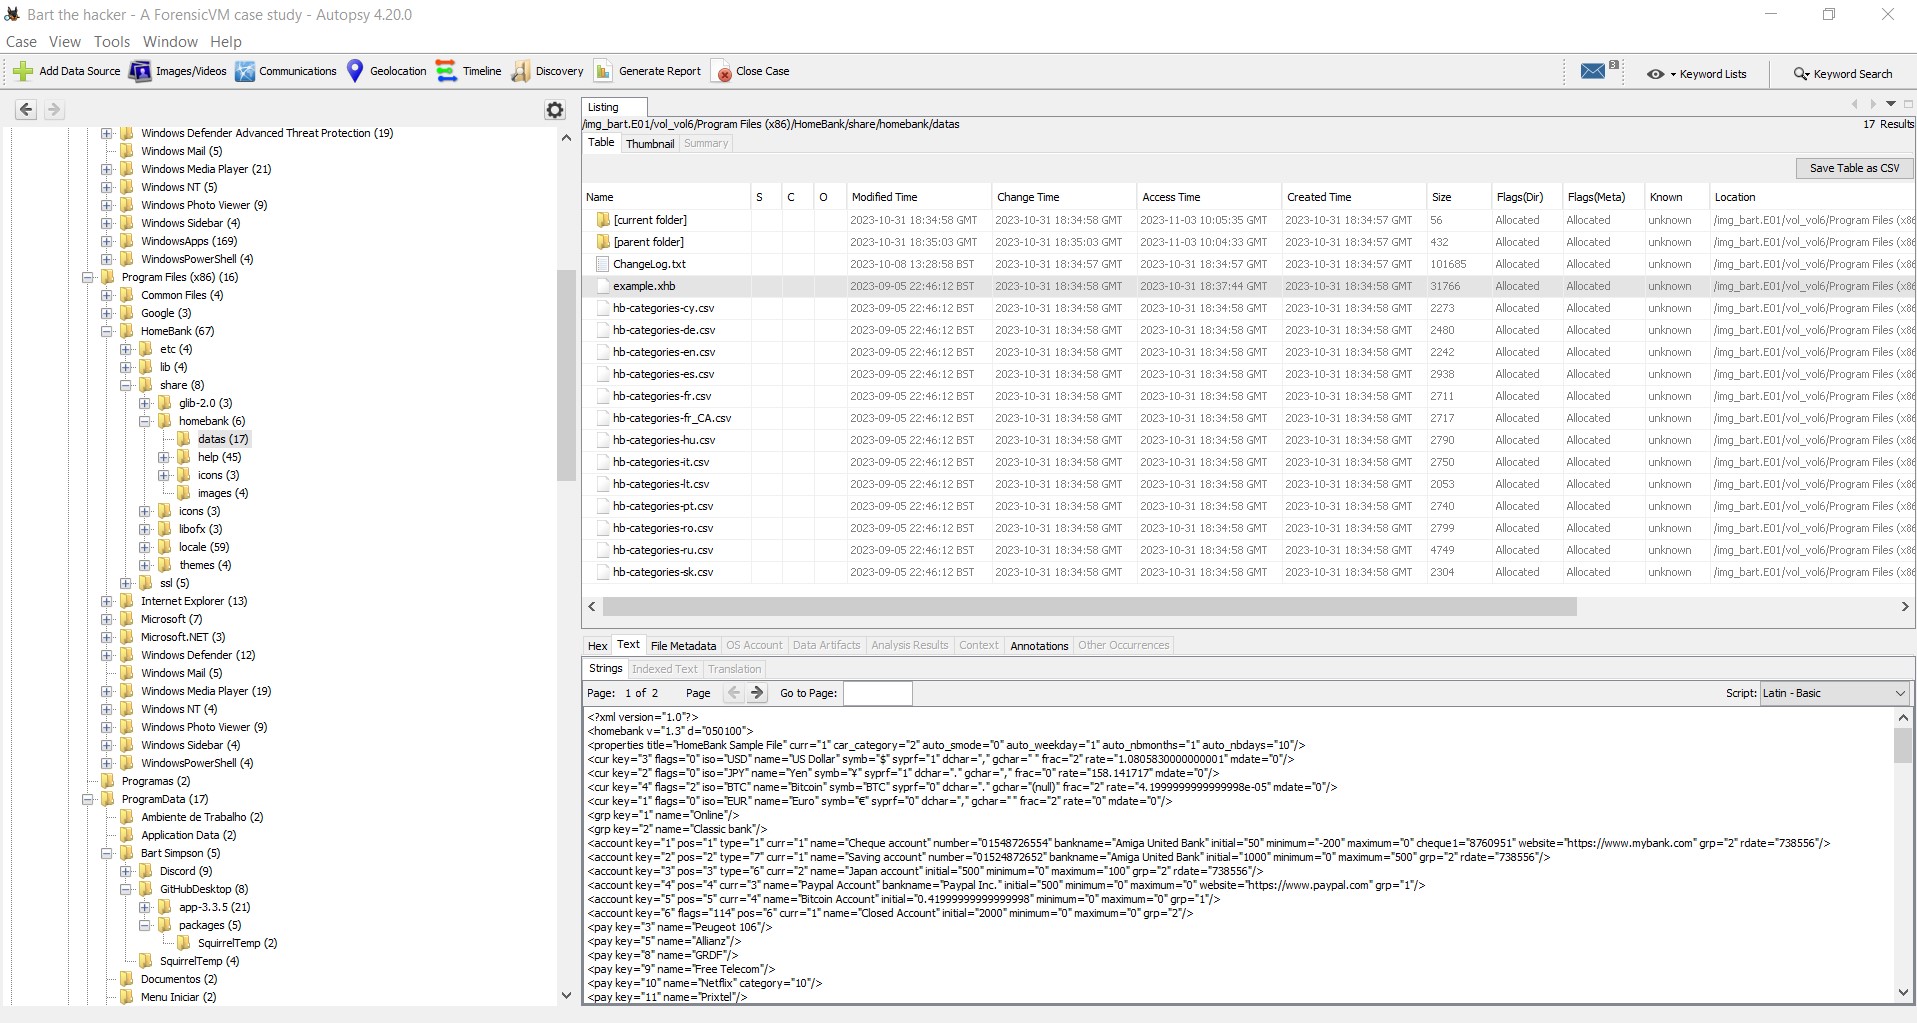 Bart the hacker - A ForensicVM case study - Autopsy 4.20.0
Case View Tools Window Help
Add Data Source Images/Videos Communications Geolocation Timeline Discovery Generate Report Close Case 3 Keyword Lists Keyword Search
Windows Defender Advanced Threat Protection (19)
Windows Mail (5)
Windows Media Player (21)
Windows NT (5)
Windows Photo Viewer (9)
Windows Sidebar (4)
WindowsApps (169)
WindowsPowerShell (4)
Program Files (x86) (16)
Common Files (4)
Google (3)
HomeBank (67)
etc (4)
lib (4)
share (8)
glib-2.0 (3)
homebank (6)
datas (17)
help (45)
icons (3)
images (4)
icons (3)
libofx (3)
locale (59)
themes (4)
ssl (5)
Internet Explorer (13)
Microsoft (7)
Microsoft.NET (3)
Windows Defender (12)
Windows Mail (5)
Windows Media Player (19)
Windows NT (4)
Windows Photo Viewer (9)
Windows Sidebar (4)
WindowsPowerShell (4)
Programas (2)
ProgramData (17)
Ambiente de Trabalho (2)
Application Data (2)
Bart Simpson (5)
Discord (9)
GitHubDesktop (8)
app-3.3.5 (21)
packages (5)
SquirrelTemp (2)
SquirrelTemp (4)
Documentos (2)
Menu Iniciar (2)
Listing
/img_bart.E01/vol_vol6/Program Files (x86)/HomeBank/share/homebank/datas 17 Results
Table Thumbnail Summary
Save Table as CSV
Name S C O Modified Time Change Time Access Time Created Time Size Flags(Dir) Flags(Meta) Known Location
[current folder] 2023-10-31 18:34:58 GMT 2023-10-31 18:34:58 GMT 2023-11-03 10:05:35 GMT 2023-10-31 18:34:57 GMT 56 Allocated Allocated unknown /img_bart.E01/vol_vol6/Program Files (x86
[parent folder] 2023-10-31 18:35:03 GMT 2023-10-31 18:35:03 GMT 2023-11-03 10:04:33 GMT 2023-10-31 18:34:57 GMT 432 Allocated Allocated unknown /img_bart.E01/vol_vol6/Program Files (x86
ChangeLog.txt 2023-10-08 13:28:58 BST 2023-10-31 18:34:57 GMT 2023-10-31 18:34:57 GMT 2023-10-31 18:34:57 GMT 101685 Allocated Allocated unknown /img_bart.E01/vol_vol6/Program Files (x86
example.xhb 2023-09-05 22:46:12 BST 2023-10-31 18:34:57 GMT 2023-10-31 18:37:44 GMT 2023-10-31 18:34:57 GMT 31766 Allocated Allocated unknown /img_bart.E01/vol_vol6/Program Files (x86
hb-categories-cy.csv 2023-09-05 22:46:12 BST 2023-10-31 18:34:58 GMT 2023-10-31 18:34:58 GMT 2023-10-31 18:34:58 GMT 2273 Allocated Allocated unknown /img_bart.E01/vol_vol6/Program Files (x86
hb-categories-de.csv 2023-09-05 22:46:12 BST 2023-10-31 18:34:58 GMT 2023-10-31 18:34:58 GMT 2023-10-31 18:34:58 GMT 2480 Allocated Allocated unknown /img_bart.E01/vol_vol6/Program Files (x86
hb-categories-en.csv 2023-09-05 22:46:12 BST 2023-10-31 18:34:58 GMT 2023-10-31 18:34:58 GMT 2023-10-31 18:34:58 GMT 2242 Allocated Allocated unknown /img_bart.E01/vol_vol6/Program Files (x86
hb-categories-es.csv 2023-09-05 22:46:12 BST 2023-10-31 18:34:58 GMT 2023-10-31 18:34:58 GMT 2023-10-31 18:34:58 GMT 2938 Allocated Allocated unknown /img_bart.E01/vol_vol6/Program Files (x86
hb-categories-fr.csv 2023-09-05 22:46:12 BST 2023-10-31 18:34:58 GMT 2023-10-31 18:34:58 GMT 2023-10-31 18:34:58 GMT 2711 Allocated Allocated unknown /img_bart.E01/vol_vol6/Program Files (x86
hb-categories-fr_CA.csv 2023-09-05 22:46:12 BST 2023-10-31 18:34:58 GMT 2023-10-31 18:34:58 GMT 2023-10-31 18:34:58 GMT 2717 Allocated Allocated unknown /img_bart.E01/vol_vol6/Program Files (x86
hb-categories-hu.csv 2023-09-05 22:46:12 BST 2023-10-31 18:34:58 GMT 2023-10-31 18:34:58 GMT 2023-10-31 18:34:58 GMT 2790 Allocated Allocated unknown /img_bart.E01/vol_vol6/Program Files (x86
hb-categories-it.csv 2023-09-05 22:46:12 BST 2023-10-31 18:34:58 GMT 2023-10-31 18:34:58 GMT 2023-10-31 18:34:58 GMT 2750 Allocated Allocated unknown /img_bart.E01/vol_vol6/Program Files (x86
hb-categories-lt.csv 2023-09-05 22:46:12 BST 2023-10-31 18:34:58 GMT 2023-10-31 18:34:58 GMT 2023-10-31 18:34:58 GMT 2053 Allocated Allocated unknown /img_bart.E01/vol_vol6/Program Files (x86
hb-categories-pt.csv 2023-09-05 22:46:12 BST 2023-10-31 18:34:58 GMT 2023-10-31 18:34:58 GMT 2023-10-31 18:34:58 GMT 2740 Allocated Allocated unknown /img_bart.E01/vol_vol6/Program Files (x86
hb-categories-ro.csv 2023-09-05 22:46:12 BST 2023-10-31 18:34:58 GMT 2023-10-31 18:34:58 GMT 2023-10-31 18:34:58 GMT 2799 Allocated Allocated unknown /img_bart.E01/vol_vol6/Program Files (x86
hb-categories-ru.csv 2023-09-05 22:46:12 BST 2023-10-31 18:34:58 GMT 2023-10-31 18:34:58 GMT 2023-10-31 18:34:58 GMT 4749 Allocated Allocated unknown /img_bart.E01/vol_vol6/Program Files (x86
hb-categories-sk.csv 2023-09-05 22:46:12 BST 2023-10-31 18:34:58 GMT 2023-10-31 18:34:58 GMT 2023-10-31 18:34:58 GMT 2304 Allocated Allocated unknown /img_bart.E01/vol_vol6/Program Files (x86
Hex Text File Metadata OS Account Data Artifacts Analysis Results Context Annotations Other Occurrences
Strings Indexed Text Translation
Page: 1 of 2 Page Go to Page: Script: Latin - Basic
<?xml version="1.0"?>
<homebank v="1.3" d="050100">
<properties title="HomeBank Sample File" curr="1" car_category="2" auto_smode="0" auto_weekday="1" auto_nbmonths="1" auto_nbdays="10"/>
<cur key="3" flags="0" iso="USD" name="US Dollar" symb="$" syprf="1" dchar="," gchar=" " frac="2" rate="1.0805830000000001" mdate="0"/>
<cur key="2" flags="0" iso="JPY" name="Yen" symb="¥" syprf="1" dchar="." gchar="," frac="0" rate="158.141717" mdate="0"/>
<cur key="4" flags="2" iso="BTC" name="Bitcoin" symb="BTC" syprf="0" dchar="." gchar="(null)" frac="2" rate="4.1999999999999998e-05" mdate="0"/>
<cur key="1" flags="0" iso="EUR" name="Euro" symb="€" syprf="0" dchar="," gchar=" " frac="2" rate="0" mdate="0"/>
<grp key="1" name="Online"/>
<grp key="2" name="Classic bank"/>
<account key="1" pos="1" type="1" curr="1" name="Cheque account" number="01548726554" bankname="Amiga United Bank" initial="50" minimum="-200" maximum="0" cheque1="8760951" website="https://www.mybank.com" grp="2" rdate="738556"/>
<account key="2" pos="2" type="7" curr="1" name="Saving account" number="01524872652" bankname="Amiga United Bank" initial="1000" minimum="0" maximum="500" grp="2" rdate="738556"/>
<account key="3" pos="3" type="6" curr="2" name="Japan account" initial="500" minimum="0" maximum="100" grp="2" rdate="738556"/>
<account key="4" pos="4" curr="3" name="Paypal Account" bankname="Paypal Inc." initial="500" minimum="0" maximum="0" website="https://www.paypal.com" grp="1"/>
<account key="5" pos="5" curr="4" name="Bitcoin Account" initial="0.41999999999999998" minimum="0" maximum="0" grp="1"/>
<account key="6" flags="114" pos="6" curr="1" name="Closed Account" initial="2000" minimum="0" maximum="0" grp="2"/>
<pay key="3" name="Peugeot 106"/>
<pay key="5" name="Allianz"/>
<pay key="8" name="GRDF"/>
<pay key="9" name="Free Telecom"/>
<pay key="10" name="Netflix" category="10"/>
<pay key="11" name="Prixtel"/>